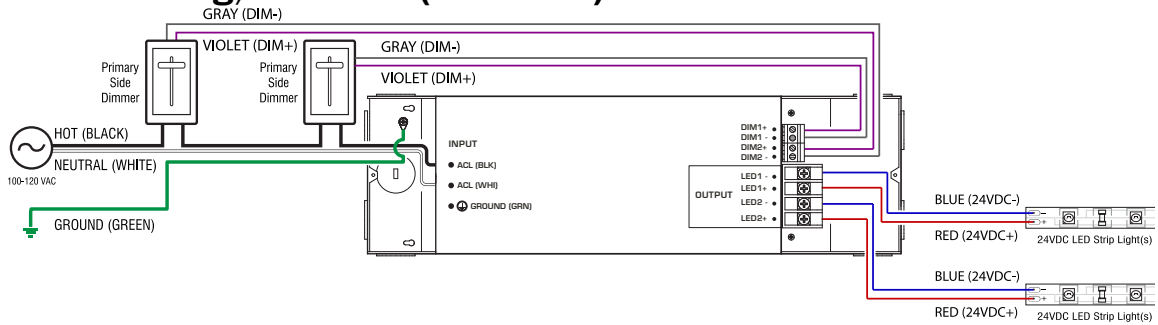 GRAY (DIM-)
VIOLET (DIM+)
GRAY (DIM-)
VIOLET (DIM+)
Primary
Side
Dimmer
Primary
Side
Dimmer
HOT (BLACK)
NEUTRAL (WHITE)
100-120 VAC
GROUND (GREEN)
INPUT
ACL (BLK)
ACL (WHI)
GROUND (GRN)
DIM1+
DIM1 -
DIM2+
DIM2 -
OUTPUT
LED1 -
LED1+
LED2 -
LED2+
BLUE (24VDC-)
RED (24VDC+)
- 
+
24VDC LED Strip Light(s)
BLUE (24VDC-)
RED (24VDC+)
-
+
24VDC LED Strip Light(s)